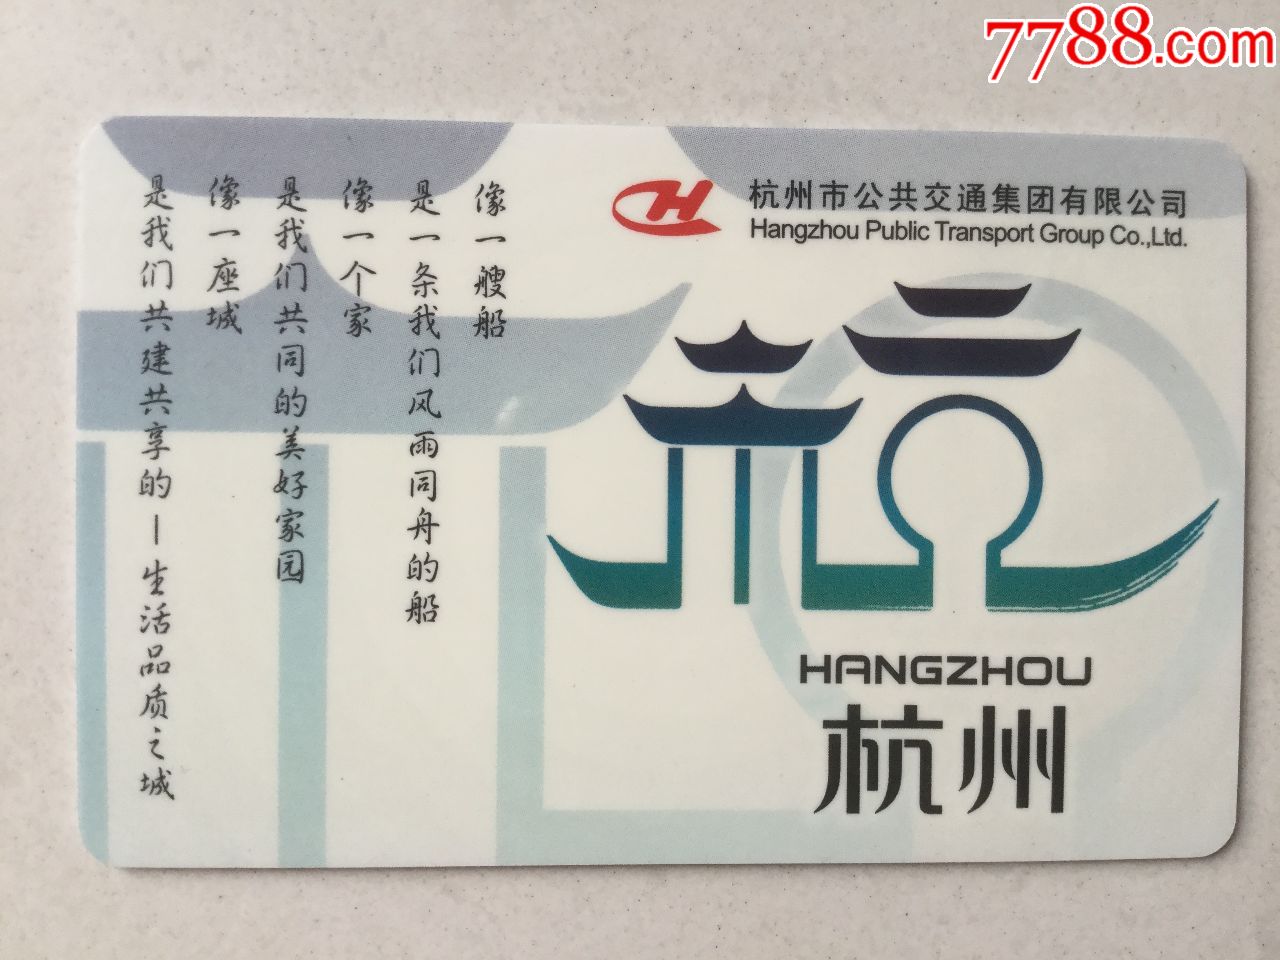 7788.com
杭州市公共交通集团有限公司
Hangzhou Public Transport Group Co.,Ltd.
像一艘船
是一条我们风雨同舟的船
像一个家
是我们共同的美好家园
像一座城
是我们共建共享的—生活品质之城
杭
HANGZHOU
杭州